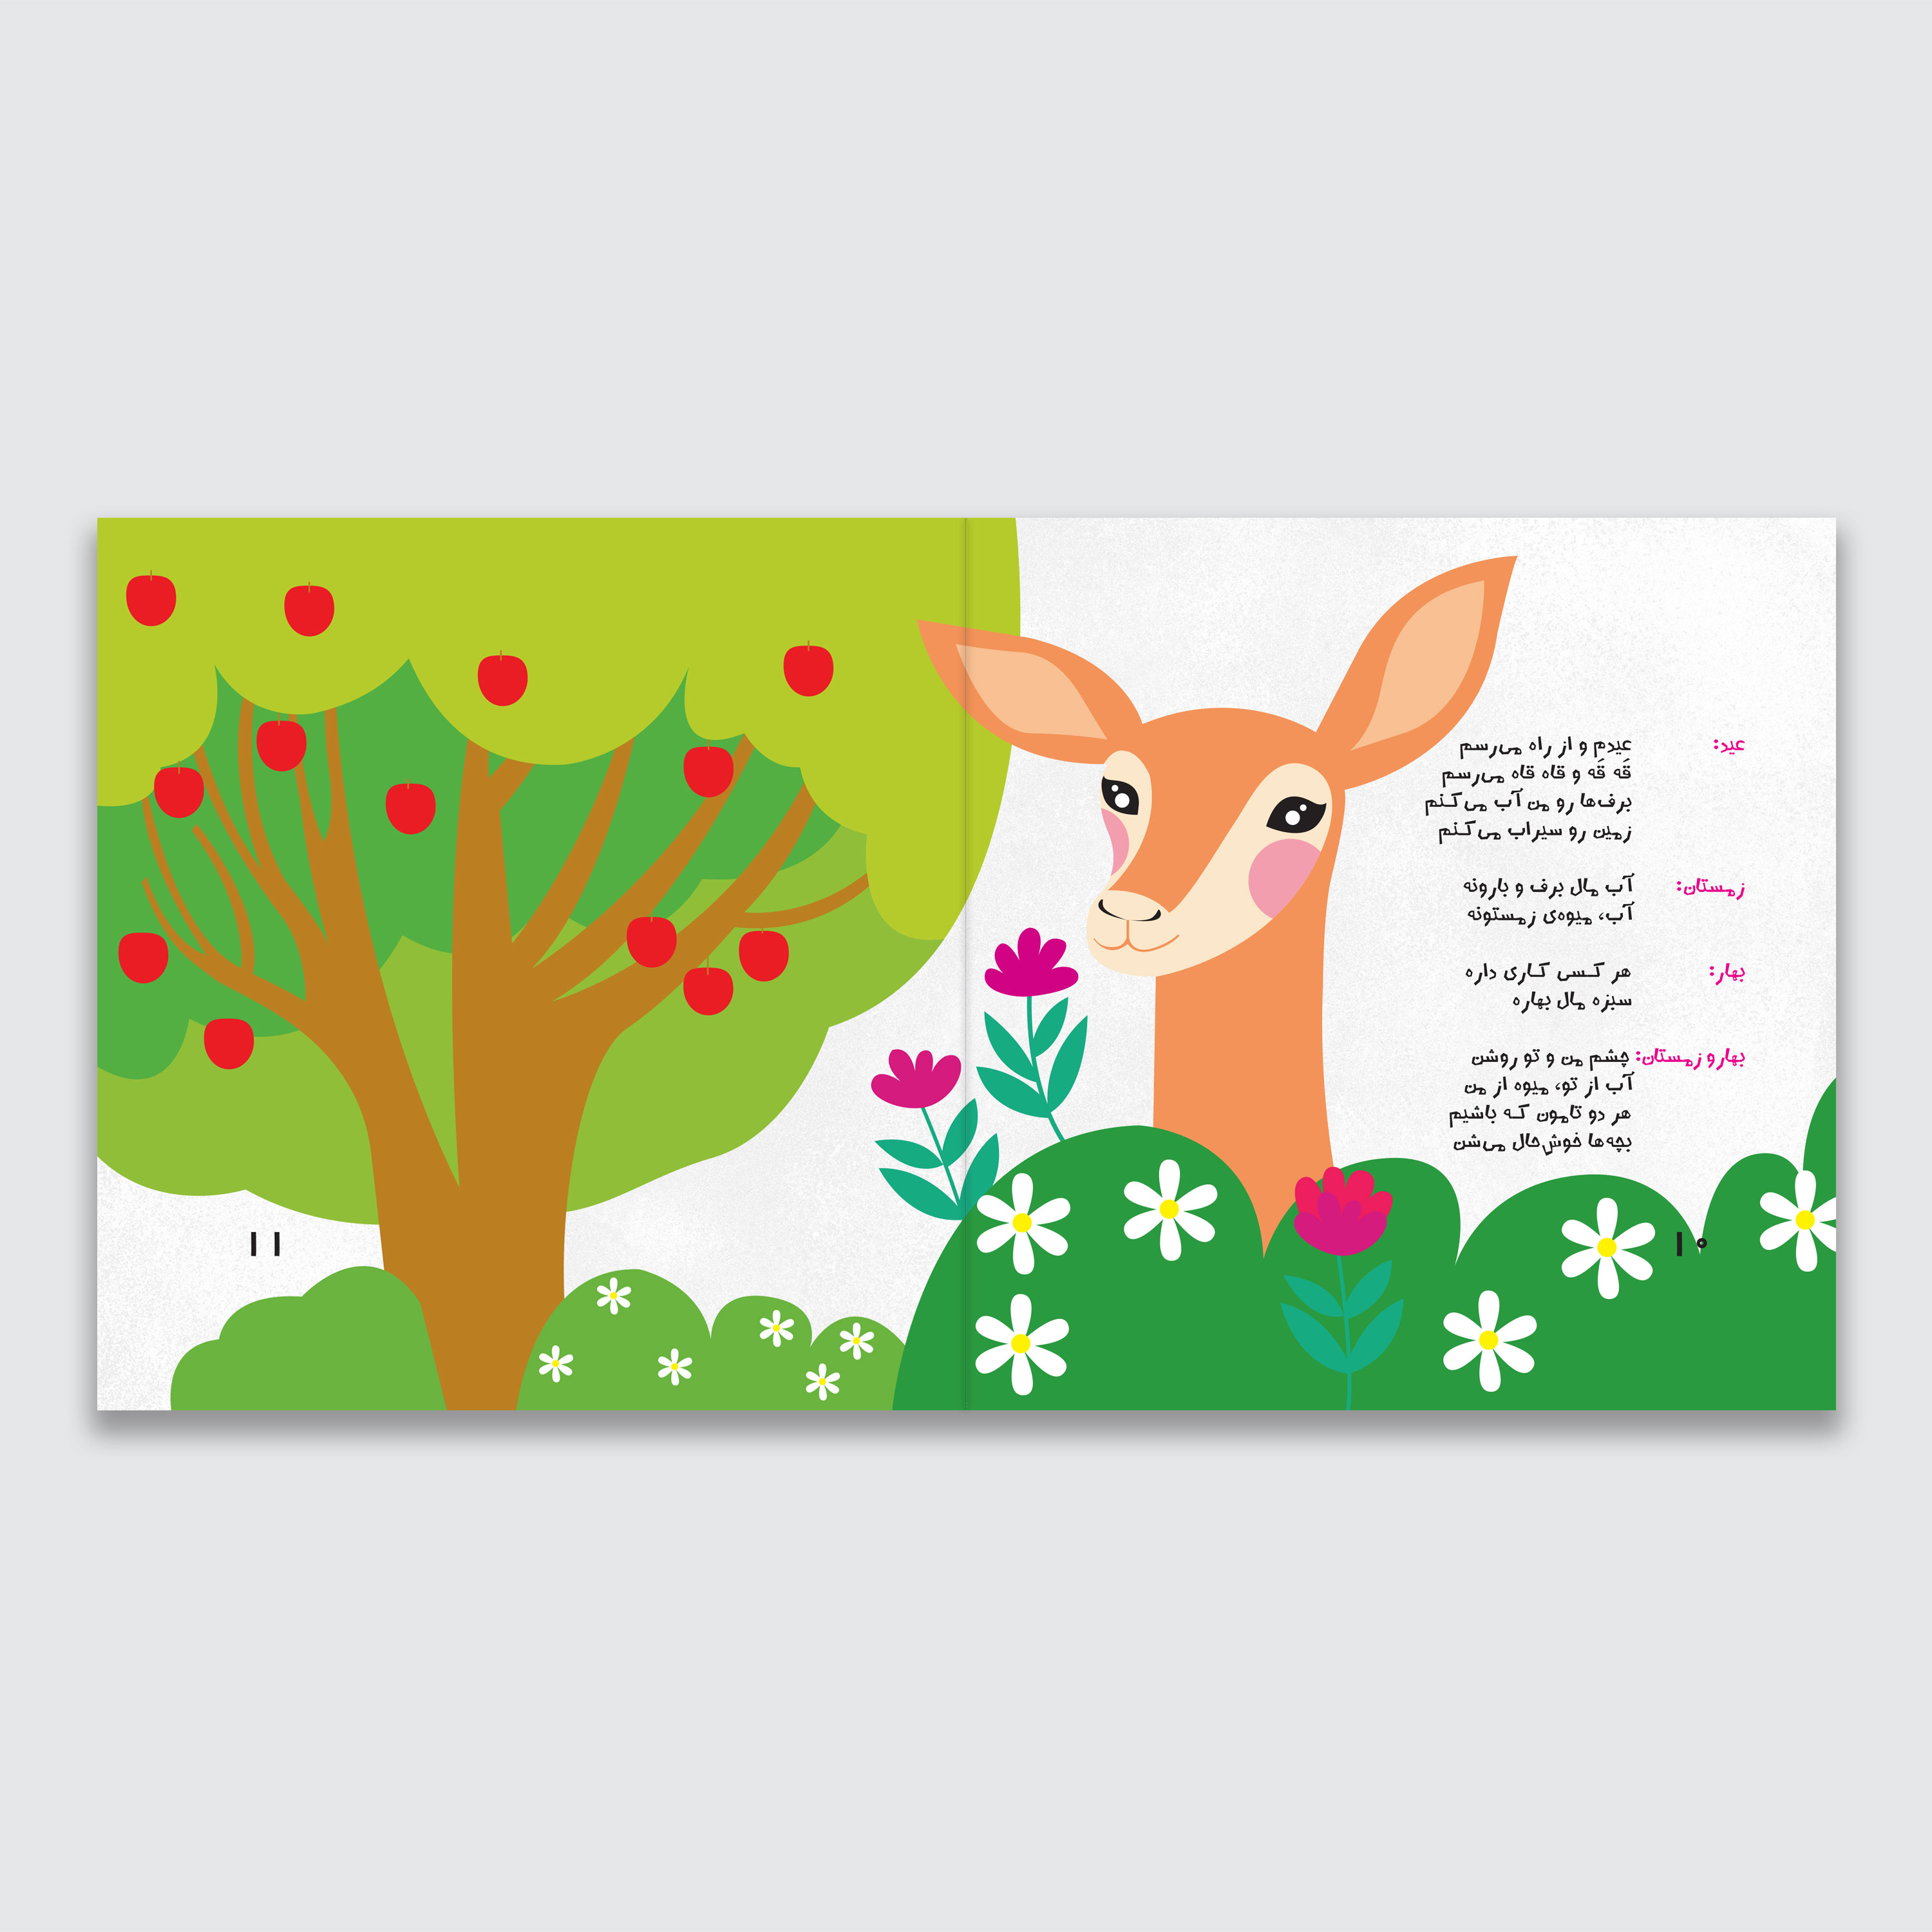 عید: عیدم و از راه می‌رسم
قَه قَه و قاه قاه می‌رسم
برف‌ها رو من آب می‌کنم
زمین رو سیراب می‌کنم
زمستان: آب مال برف و بارونه
آب، میوه‌ی زمستونه
بهار: هر کسی کاری داره
سبزه مال بهاره
بهار و زمستان: چشم من و تو روشن
آب از تو، میوه از من
هر دو تامون که باشیم
بچه‌ها خوش‌حال می‌شن
۱۰
۱۱